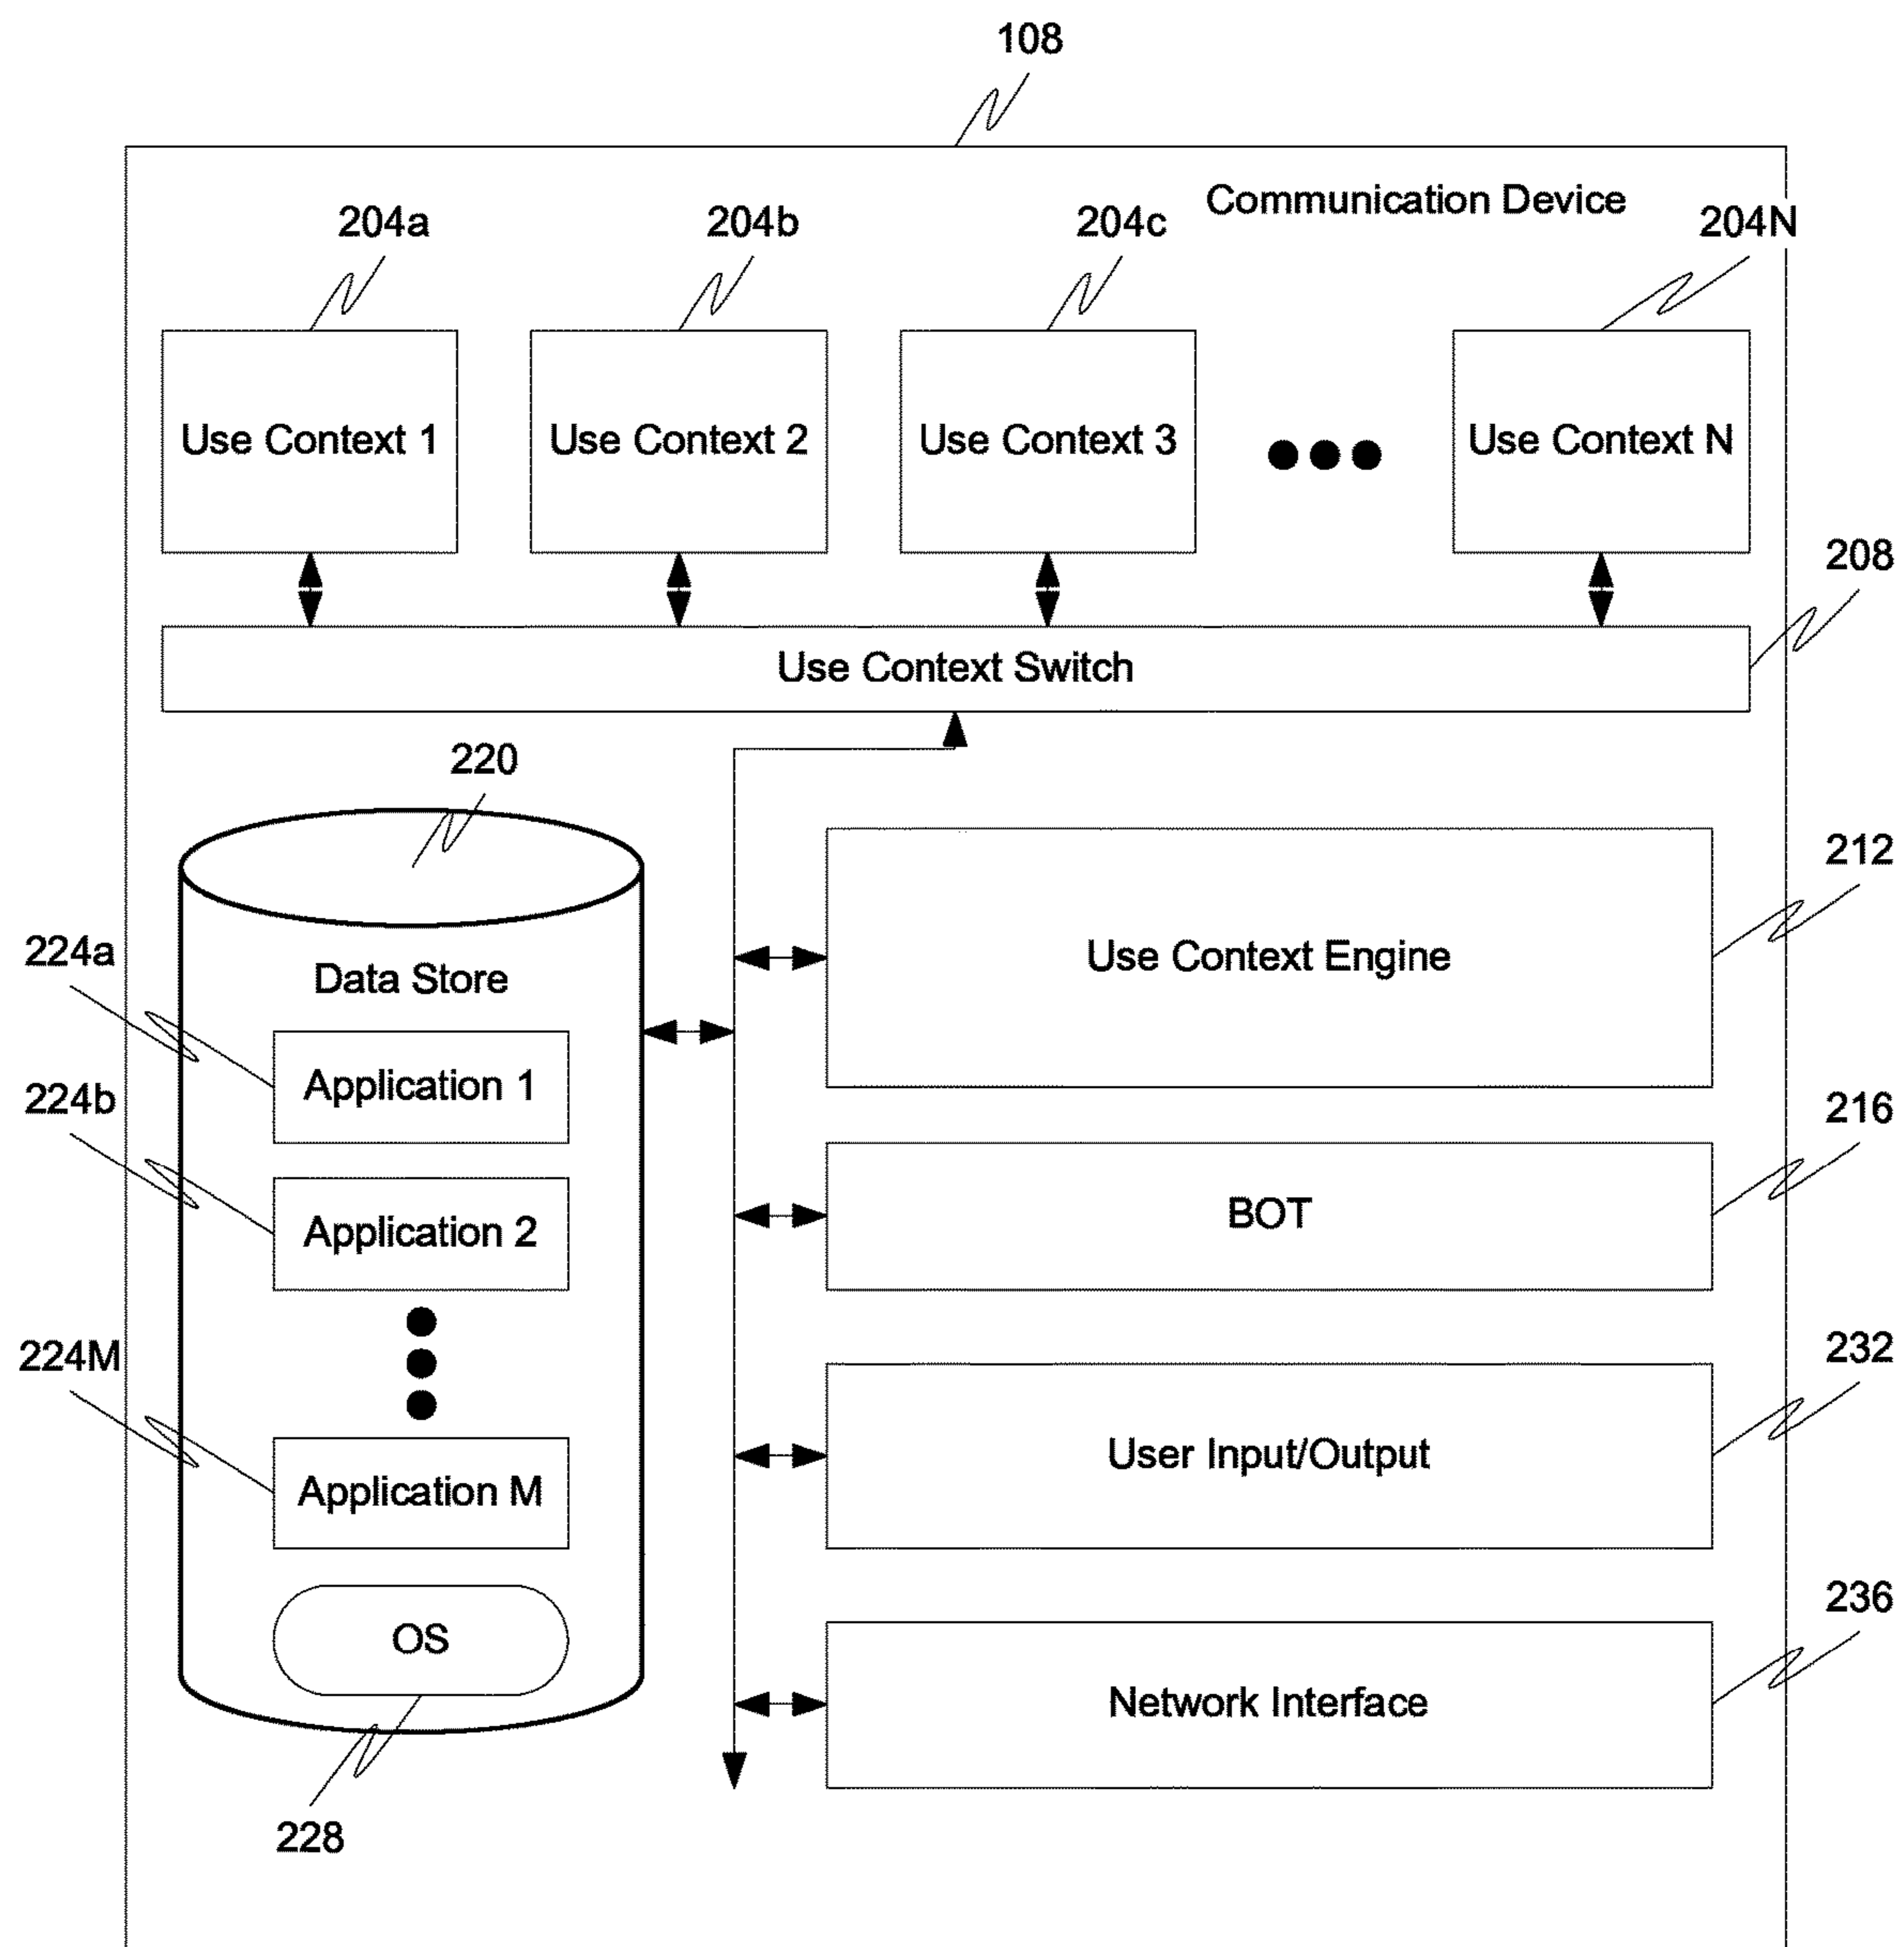 108
Communication Device
204a
204b
204c
204N
Use Context 1
Use Context 2
Use Context 3
Use Context N
208
Use Context Switch
220
212
224a
Data Store
Use Context Engine
Application 1
224b
216
Application 2
BOT
224M
232
Application M
User Input/Output
236
OS
Network Interface
228